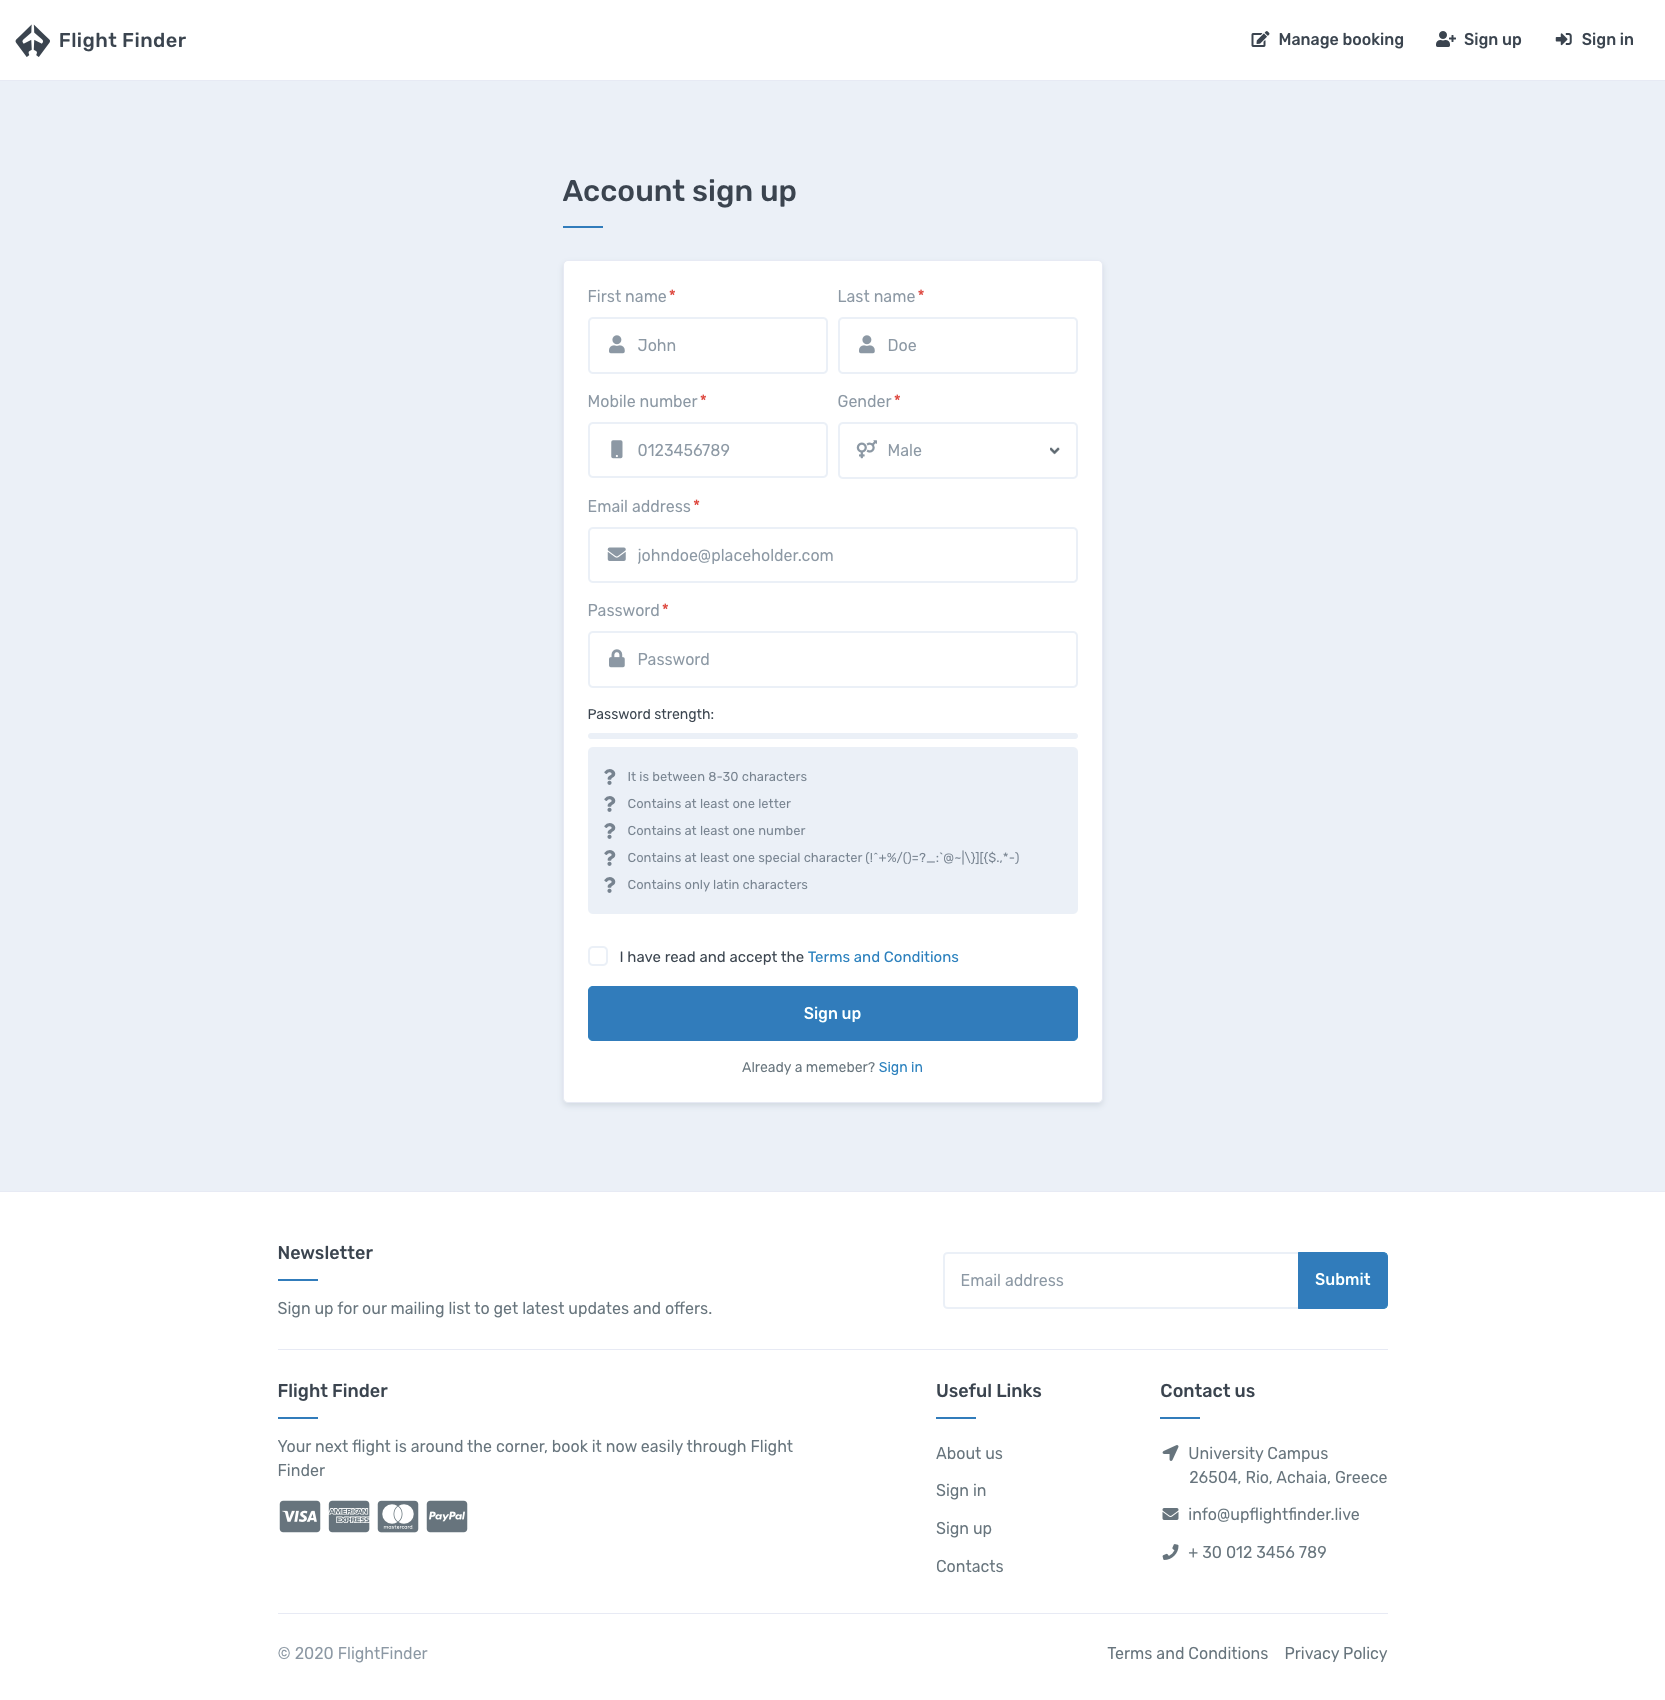 Flight Finder
Manage booking
Sign up
Sign in
Account sign up
First name *
Last name *
John
Doe
Mobile number *
Gender *
0123456789
Male
Email address *
johndoe@placeholder.com
Password *
Password
Password strength:
? It is between 8-30 characters
? Contains at least one letter
? Contains at least one number
? Contains at least one special character (!ˆ+%/()=?_:`@~|\}][{$.,*-)
? Contains only latin characters
I have read and accept the Terms and Conditions
Sign up
Already a memeber? Sign in
Newsletter
Sign up for our mailing list to get latest updates and offers.
Email address
Submit
Flight Finder
Your next flight is around the corner, book it now easily through Flight
Finder
VISA
AMERICAN
EXPRESS
mastercard
PayPal
Useful Links
About us
Sign in
Sign up
Contacts
Contact us
University Campus
26504, Rio, Achaia, Greece
info@upflightfinder.live
+ 30 012 3456 789
© 2020 FlightFinder
Terms and Conditions
Privacy Policy